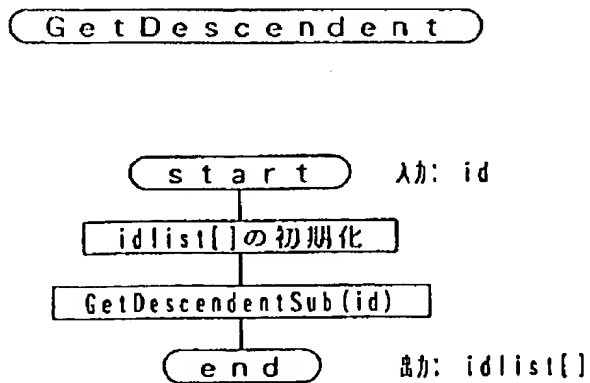 GetDescendent
start 入力: id
idlist[]の初期化
GetDescendentSub(id)
end 出力: idlist[]